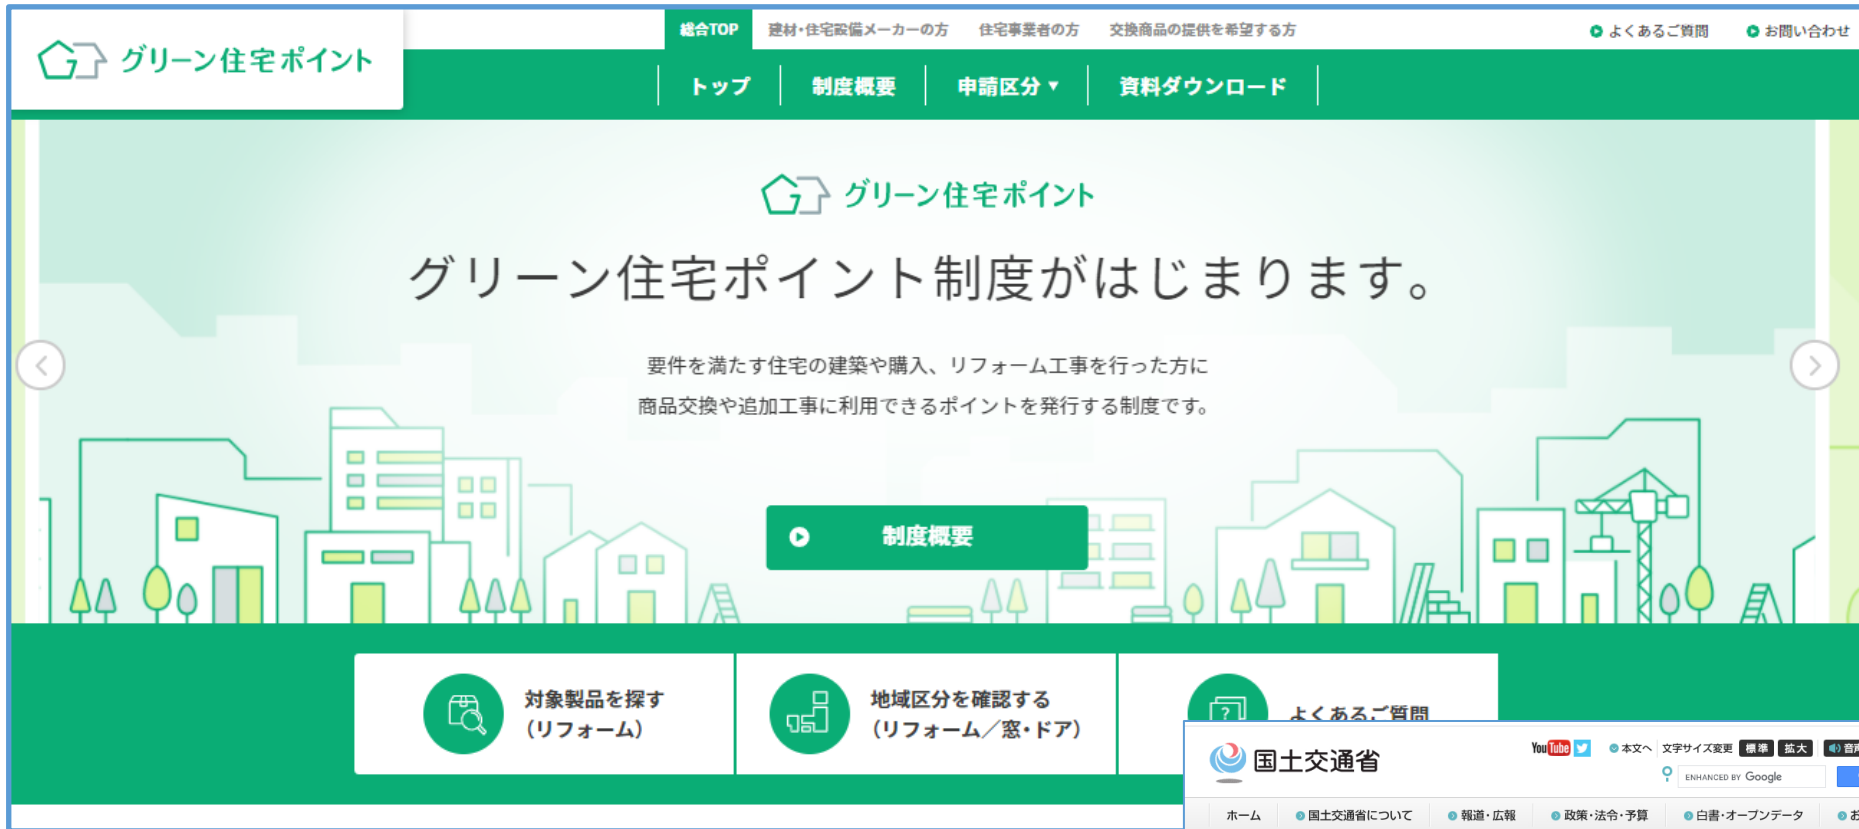 グリーン住宅ポイント
総合TOP 建材・住宅設備メーカーの方 住宅事業者の方 交換商品の提供を希望する方
よくあるご質問 お問い合わせ
トップ 制度概要 申請区分▼ 資料ダウンロード
グリーン住宅ポイント
グリーン住宅ポイント制度がはじまります。
要件を満たす住宅の建築や購入、リフォーム工事を行った方に
商品交換や追加工事に利用できるポイントを発行する制度です。
制度概要
対象製品を探す
（リフォーム）
地域区分を確認する
（リフォーム／窓・ドア）
よくあるご質問
国土交通省
YouTube 本文へ 文字サイズ変更 標準 拡大
ENHANCED BY Google
ホーム 国土交通省について 報道・広報 政策・法令・予算 白書・オープンデータ お